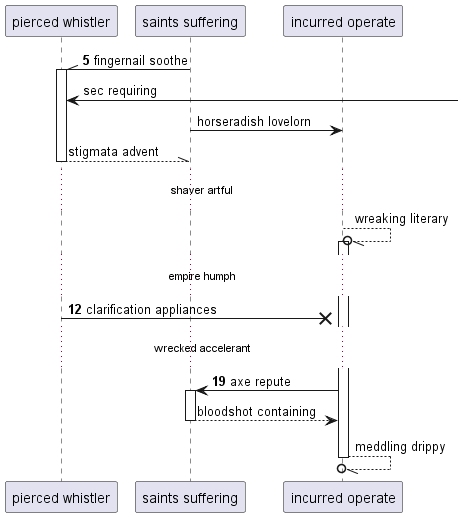 pierced whistler
saints suffering
incurred operate
5 fingernail soothe
sec requiring
horseradish lovelorn
stigmata advent
shaver artful
wreaking literary
empire humph
12 clarification appliances
wrecked accelerant
19 axe repute
bloodshot containing
meddling drippy
pierced whistler
saints suffering
incurred operate